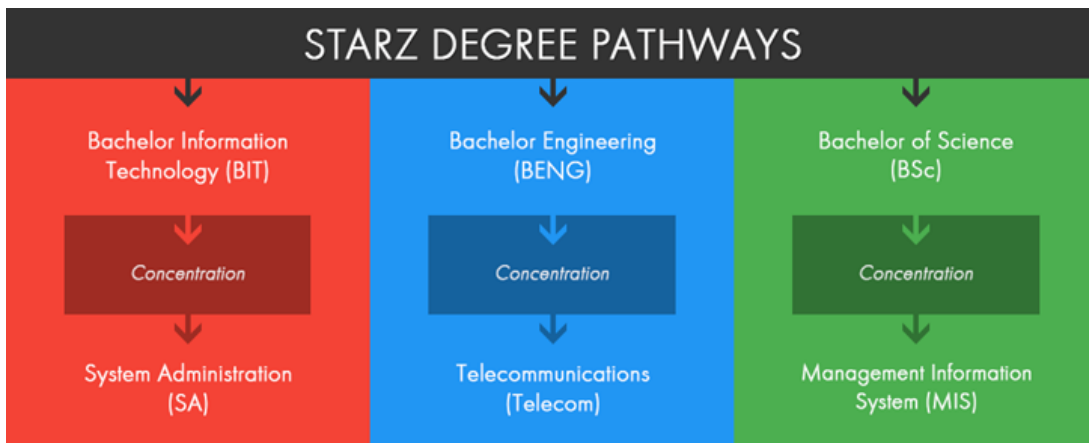 STARZ DEGREE PATHWAYS
Bachelor Information
Technology (BIT)
Concentration
System Administration
(SA)
Bachelor Engineering
(BENG)
Concentration
Telecommunications
(Telecom)
Bachelor of Science
(BSc)
Concentration
Management Information
System (MIS)